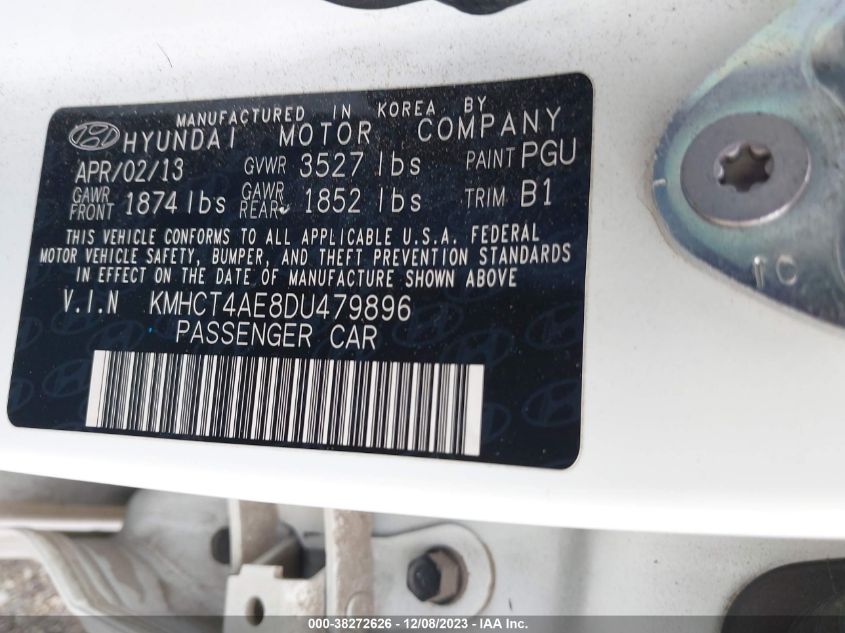 MANUFACTURED IN KOREA BY
HYUNDAI MOTOR COMPANY
APR/02/13 GVWR 3527 lbs PAINT PGU
GAWR FRONT 1874 lbs GAWR REAR 1852 lbs TRIM B1
THIS VEHICLE CONFORMS TO ALL APPLICABLE U.S.A. FEDERAL
MOTOR VEHICLE SAFETY, BUMPER, AND THEFT PREVENTION STANDARDS
IN EFFECT ON THE DATE OF MANUFACTURE SHOWN ABOVE
V.I.N KMHCT4AE8DU479896
PASSENGER CAR
000-38272626 - 12/08/2023 - IAA Inc.